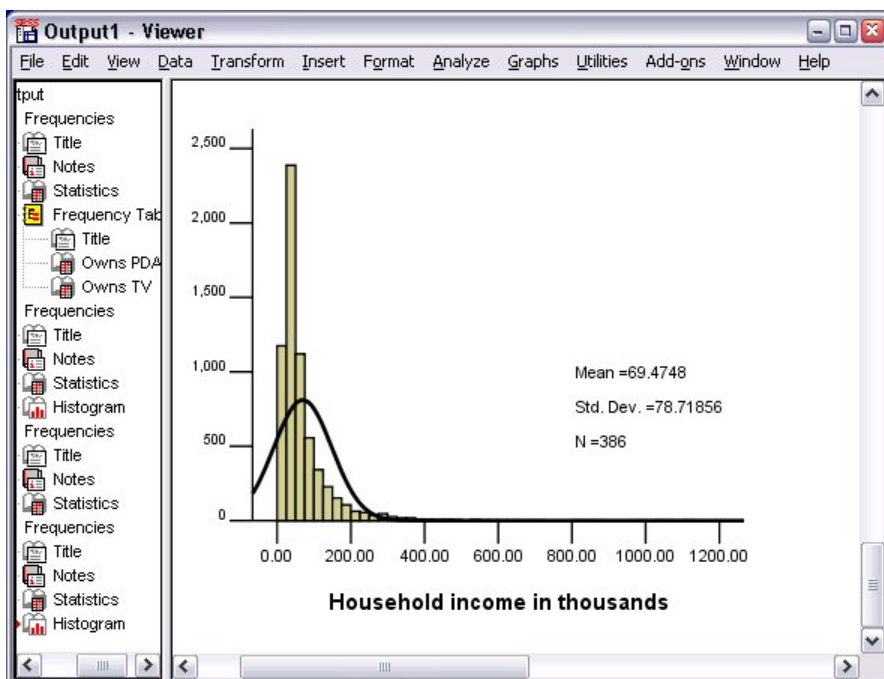 Output1 - Viewer
File Edit View Data Transform Insert Format Analyze Graphs Utilities Add-ons Window Help
tput
Frequencies
Title
Notes
Statistics
Frequency Tab
Title
Owns PDA
Owns TV
Frequencies
Title
Notes
Statistics
Histogram
Frequencies
Title
Notes
Statistics
Frequencies
Title
Notes
Statistics
Histogram
2,500
2,000
1,500
1,000
500
0
0.00 200.00 400.00 600.00 800.00 1000.00 1200.00
Household income in thousands
Mean =69.4748
Std. Dev. =78.71856
N =386